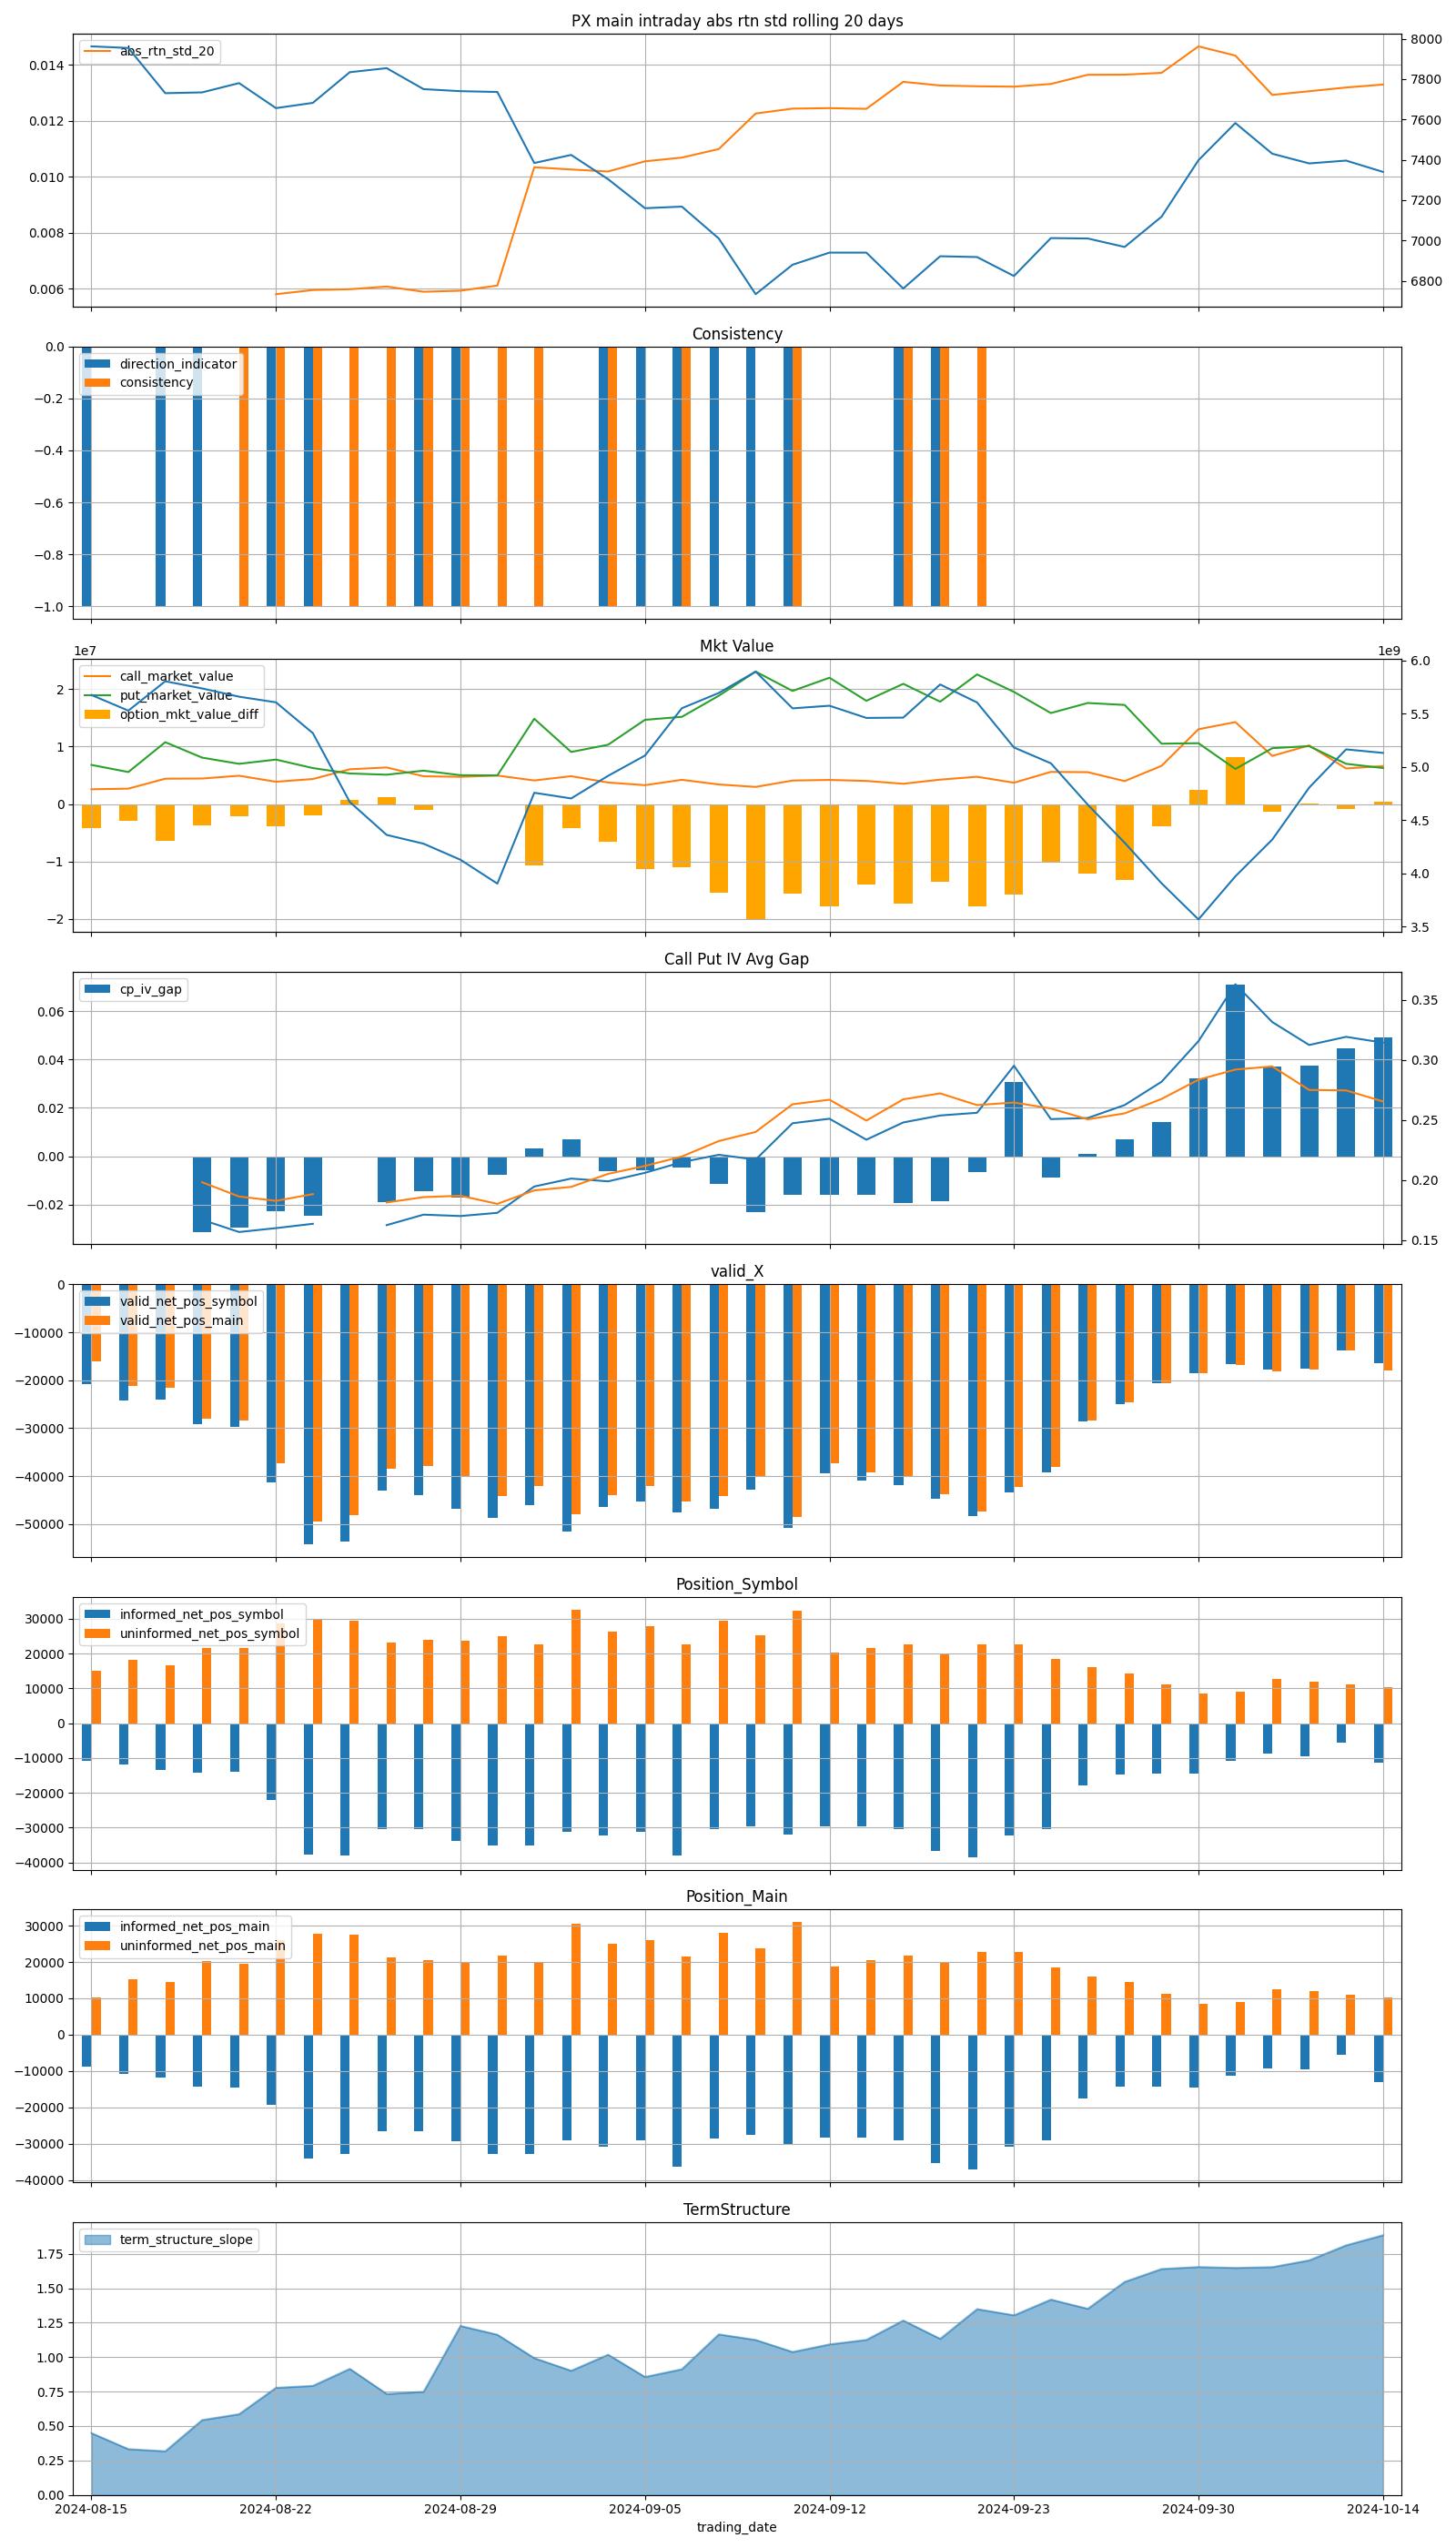 PX main intraday abs rtn std rolling 20 days
abs_rtn_std_20
0.014
0.012
0.010
0.008
0.006
8000
7800
7600
7400
7200
7000
6800
Consistency
direction_indicator
consistency
0.0
−0.2
−0.4
−0.6
−0.8
−1.0
Mkt Value
1e7
1e9
call_market_value
put_market_value
option_mkt_value_diff
2
1
0
−1
−2
6.0
5.5
5.0
4.5
4.0
3.5
Call Put IV Avg Gap
cp_iv_gap
0.06
0.04
0.02
0.00
−0.02
0.35
0.30
0.25
0.20
0.15
valid_X
valid_net_pos_symbol
valid_net_pos_main
0
−10000
−20000
−30000
−40000
−50000
Position_Symbol
informed_net_pos_symbol
uninformed_net_pos_symbol
30000
20000
10000
0
−10000
−20000
−30000
−40000
Position_Main
informed_net_pos_main
uninformed_net_pos_main
30000
20000
10000
0
−10000
−20000
−30000
−40000
TermStructure
term_structure_slope
1.75
1.50
1.25
1.00
0.75
0.50
0.25
0.00
2024-08-15 2024-08-22 2024-08-29 2024-09-05 2024-09-12 2024-09-23 2024-09-30 2024-10-14
trading_date